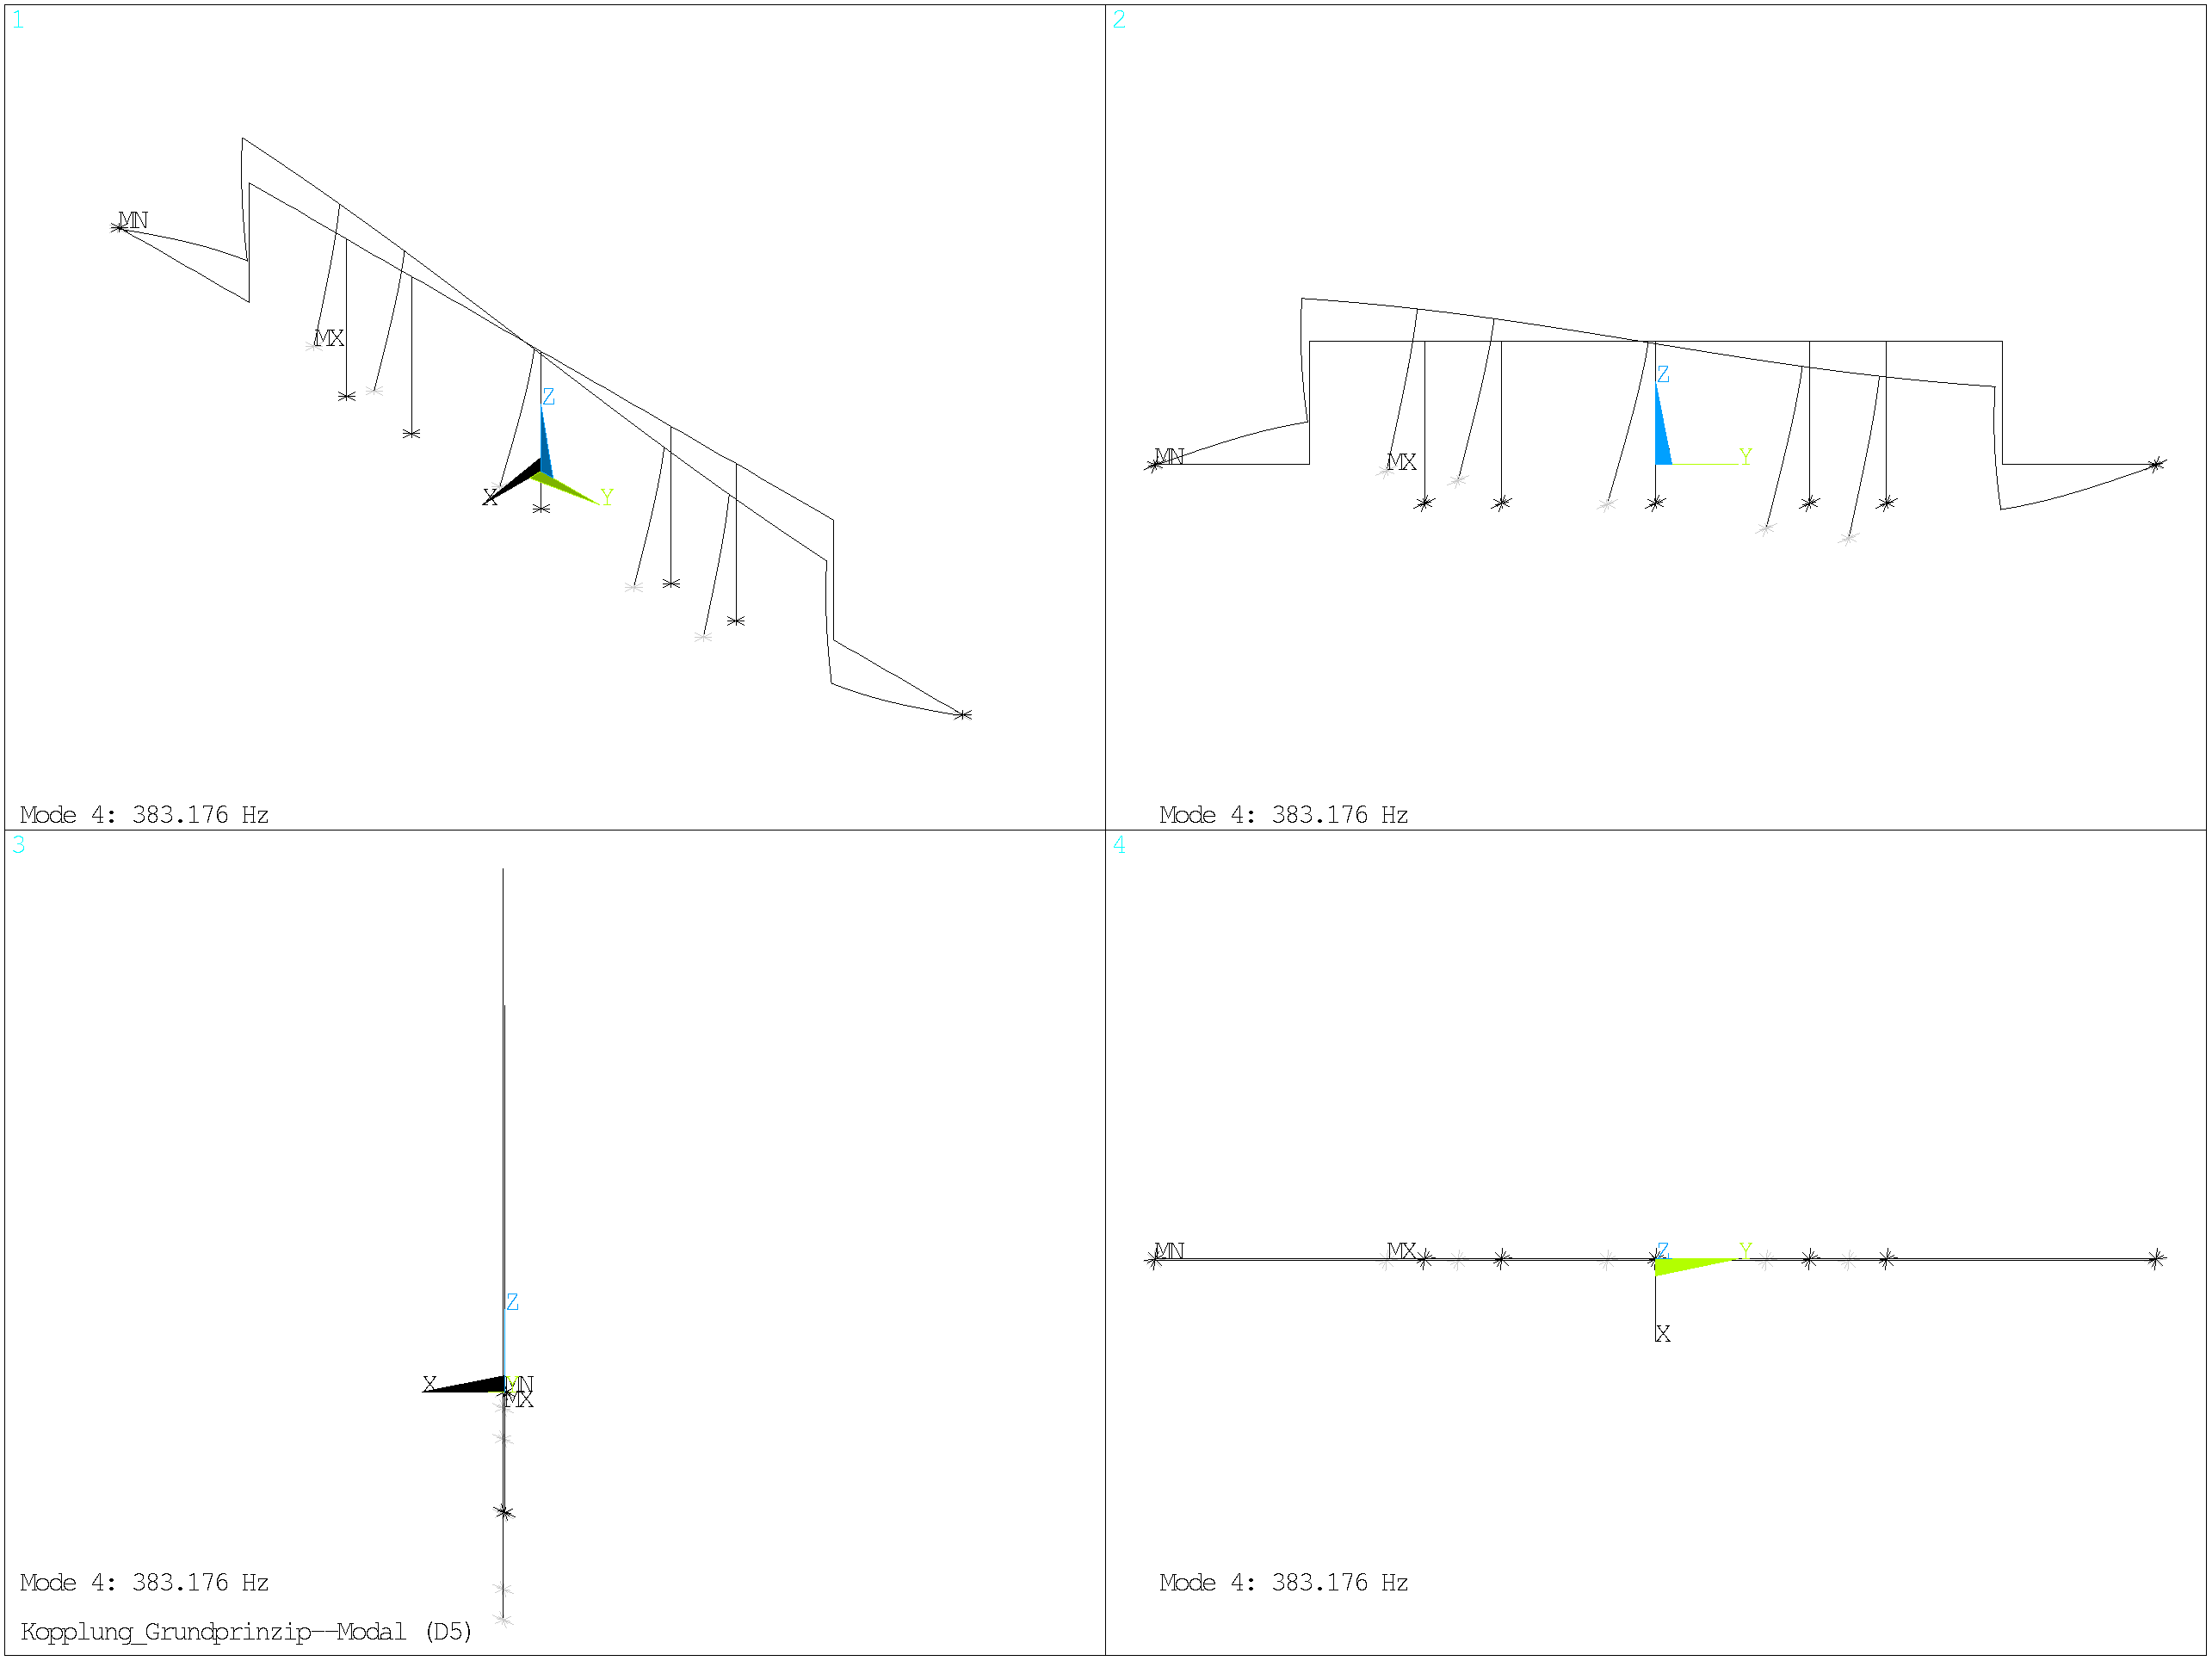 1
MN
MX
Z
X
Y
Mode 4: 383.176 Hz
2
MN
MX
Z
Y
Mode 4: 383.176 Hz
3
Z
X
Y
MN
MX
Mode 4: 383.176 Hz
Kopplung_Grundprinzip--Modal (D5)
4
MN
MX
Z
Y
X
Mode 4: 383.176 Hz